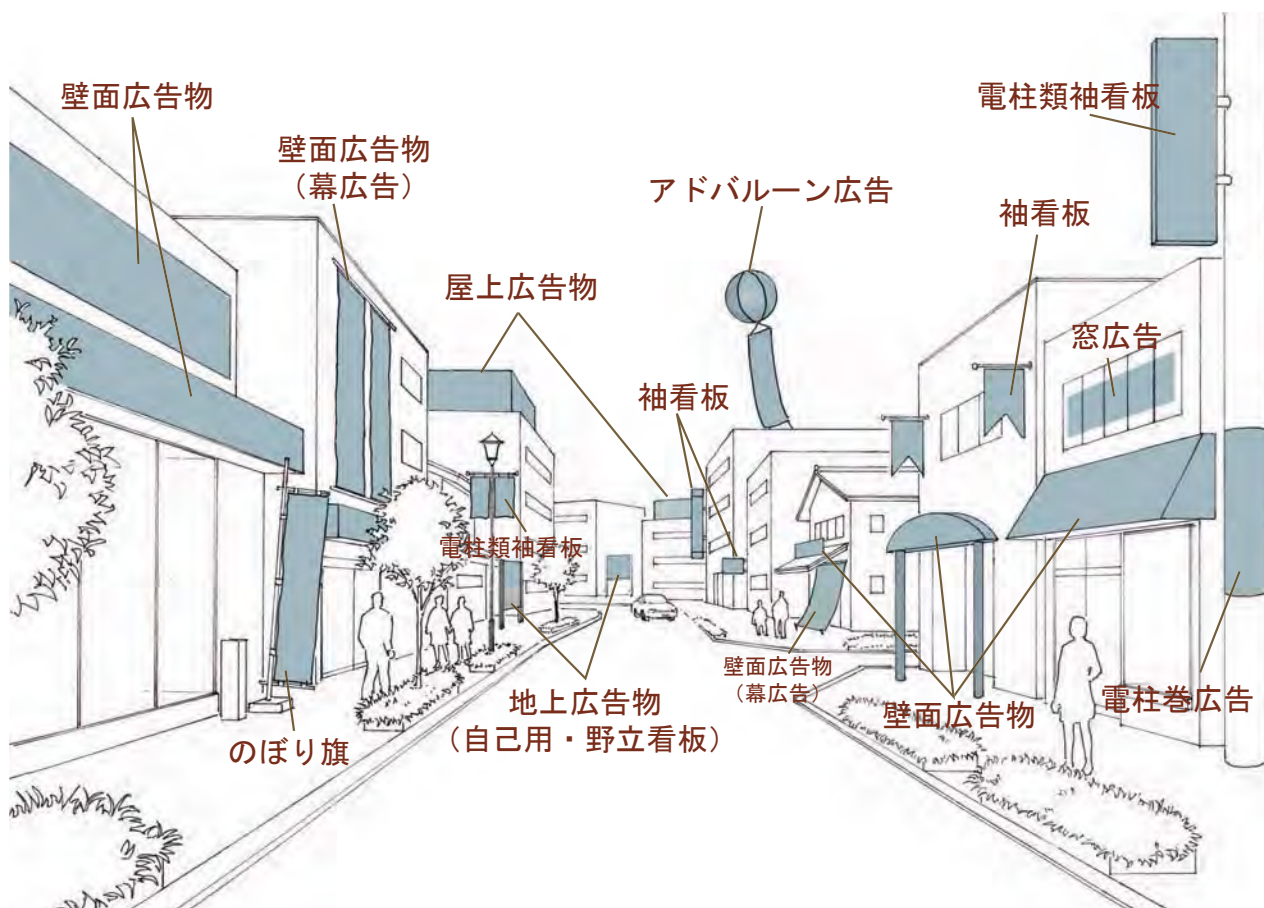 壁面広告物
壁面広告物
（幕広告）
アドバルーン広告
電柱類袖看板
袖看板
屋上広告物
窓広告
袖看板
電柱類袖看板
壁面広告物
（幕広告）
地上広告物
（自己用・野立看板）
のぼり旗
壁面広告物
電柱巻広告